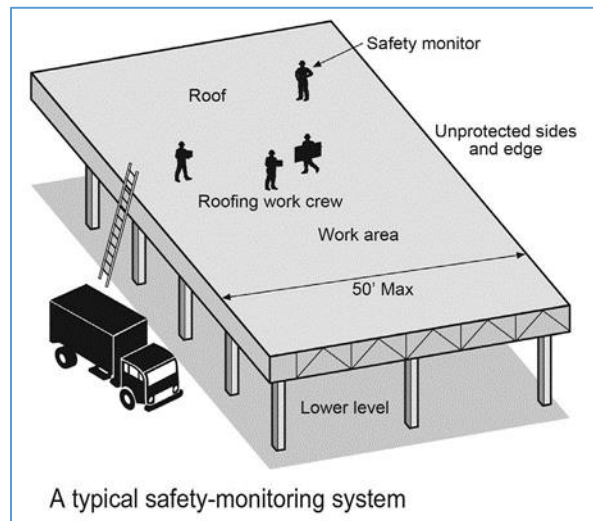 Safety monitor
Roof
Unprotected sides
and edge
Roofing work crew
Work area
50' Max
Lower level
A typical safety-monitoring system